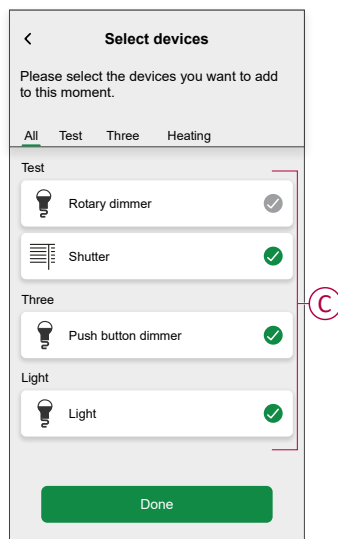 Select devices
Please select the devices you want to add
to this moment.
All Test Three Heating
Test
Rotary dimmer
Shutter
Three
Push button dimmer
Light
Light
Done
C